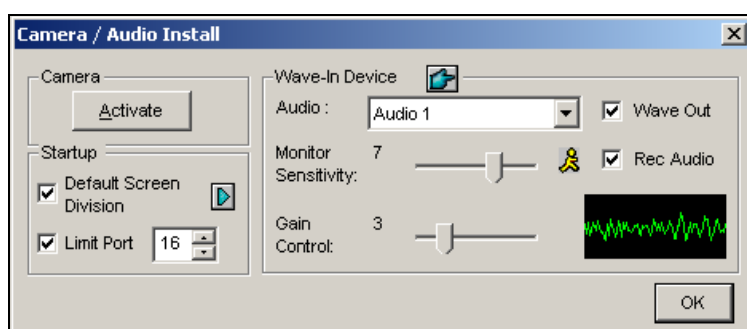 Camera / Audio Install
Camera
Activate
Startup
Default Screen
Division
Limit Port 16
Wave-In Device
Audio : Audio 1 Wave Out
Monitor 7 Rec Audio
Sensitivity:
Gain 3
Control:
OK